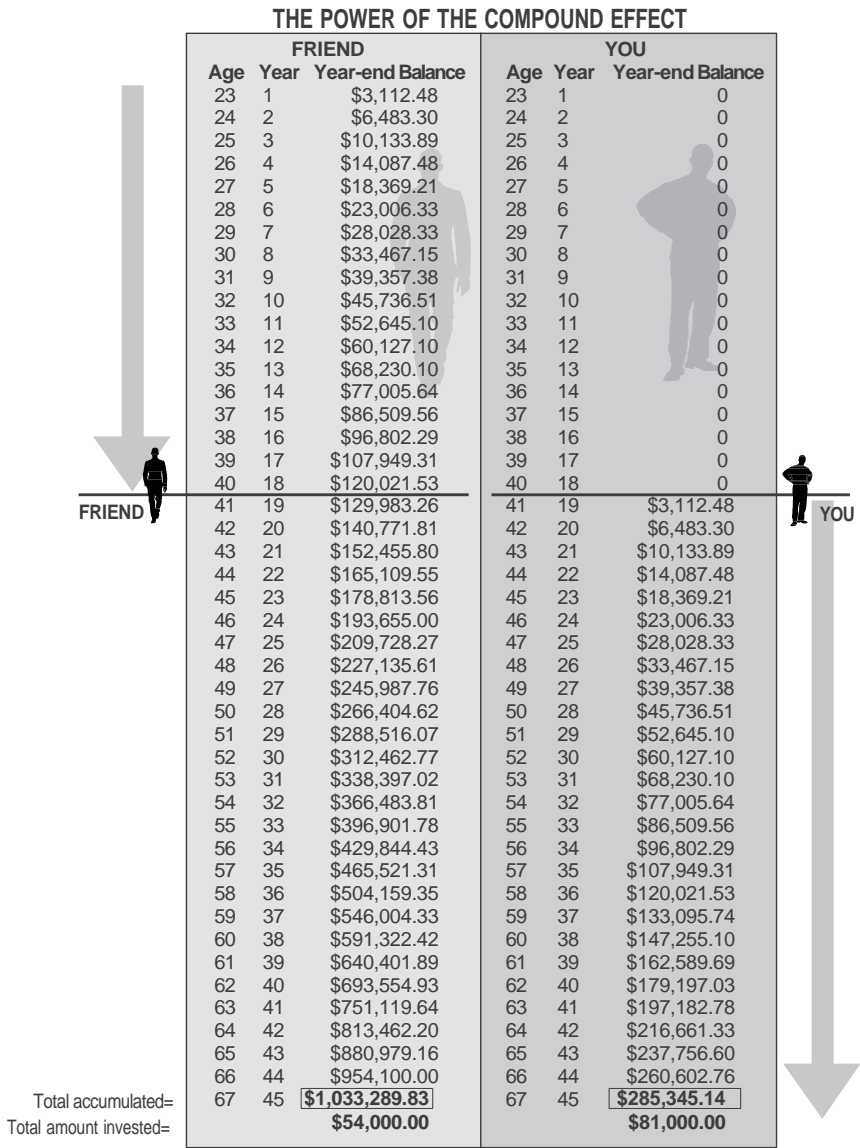 THE POWER OF THE COMPOUND EFFECT
FRIEND YOU
Age Year Year-end Balance Age Year Year-end Balance
23 1 $3,112.48 23 1 0
24 2 $6,483.30 24 2 0
25 3 $10,133.89 25 3 0
26 4 $14,087.48 26 4 0
27 5 $18,369.21 27 5 0
28 6 $23,006.33 28 6 0
29 7 $28,028.33 29 7 0
30 8 $33,467.15 30 8 0
31 9 $39,357.38 31 9 0
32 10 $45,736.51 32 10 0
33 11 $52,645.10 33 11 0
34 12 $60,127.10 34 12 0
35 13 $68,230.10 35 13 0
36 14 $77,005.64 36 14 0
37 15 $86,509.56 37 15 0
38 16 $96,802.29 38 16 0
39 17 $107,949.31 39 17 0
40 18 $120,021.53 40 18 0
FRIEND 41 19 $129,983.26 41 19 $3,112.48 YOU
42 20 $140,771.81 42 20 $6,483.30
43 21 $152,455.80 43 21 $10,133.89
44 22 $165,109.55 44 22 $14,087.48
45 23 $178,813.56 45 23 $18,369.21
46 24 $193,655.00 46 24 $23,006.33
47 25 $209,728.27 47 25 $28,028.33
48 26 $227,135.61 48 26 $33,467.15
49 27 $245,987.76 49 27 $39,357.38
50 28 $266,404.62 50 28 $45,736.51
51 29 $288,516.07 51 29 $52,645.10
52 30 $312,462.77 52 30 $60,127.10
53 31 $338,397.02 53 31 $68,230.10
54 32 $366,483.81 54 32 $77,005.64
55 33 $396,901.78 55 33 $86,509.56
56 34 $429,844.43 56 34 $96,802.29
57 35 $465,521.31 57 35 $107,949.31
58 36 $504,159.35 58 36 $120,021.53
59 37 $546,004.33 59 37 $133,095.74
60 38 $591,322.42 60 38 $147,255.10
61 39 $640,401.89 61 39 $162,589.69
62 40 $693,554.93 62 40 $179,197.03
63 41 $751,119.64 63 41 $197,182.78
64 42 $813,462.20 64 42 $216,661.33
65 43 $880,979.16 65 43 $237,756.60
66 44 $954,100.00 66 44 $260,602.76
Total accumulated= 67 45 $1,033,289.83 67 45 $285,345.14
Total amount invested= $54,000.00 $81,000.00